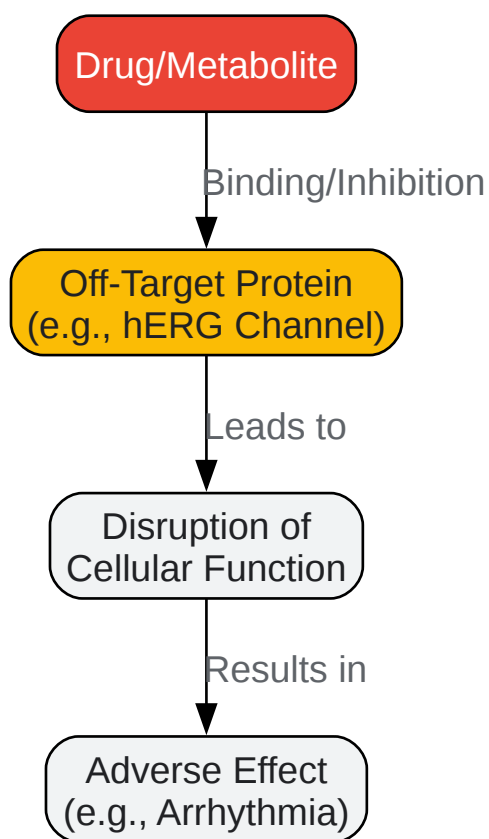 Drug/Metabolite
Binding/Inhibition
Off-Target Protein
(e.g., hERG Channel)
Leads to
Disruption of
Cellular Function
Results in
Adverse Effect
(e.g., Arrhythmia)